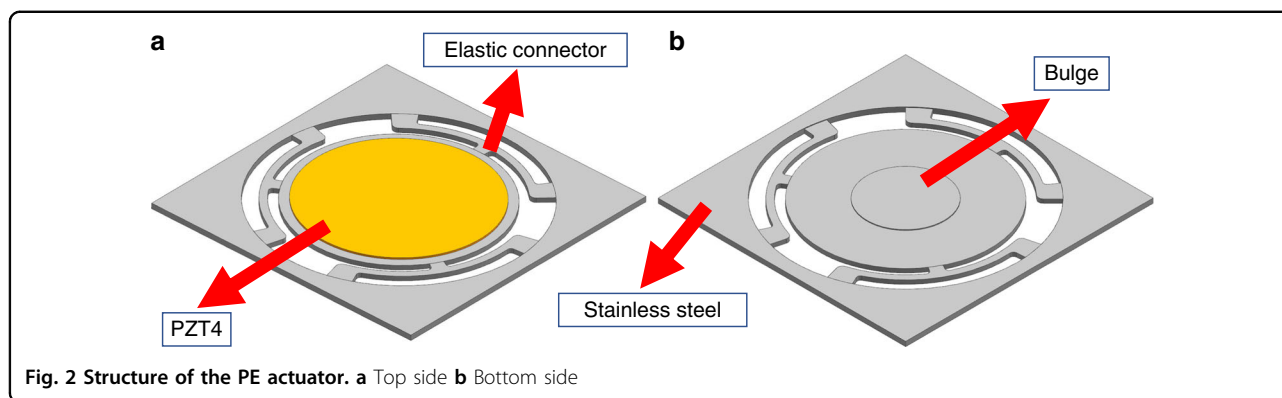 a
Elastic connector
PZT4
b
Bulge
Stainless steel
Fig. 2 Structure of the PE actuator. a Top side b Bottom side